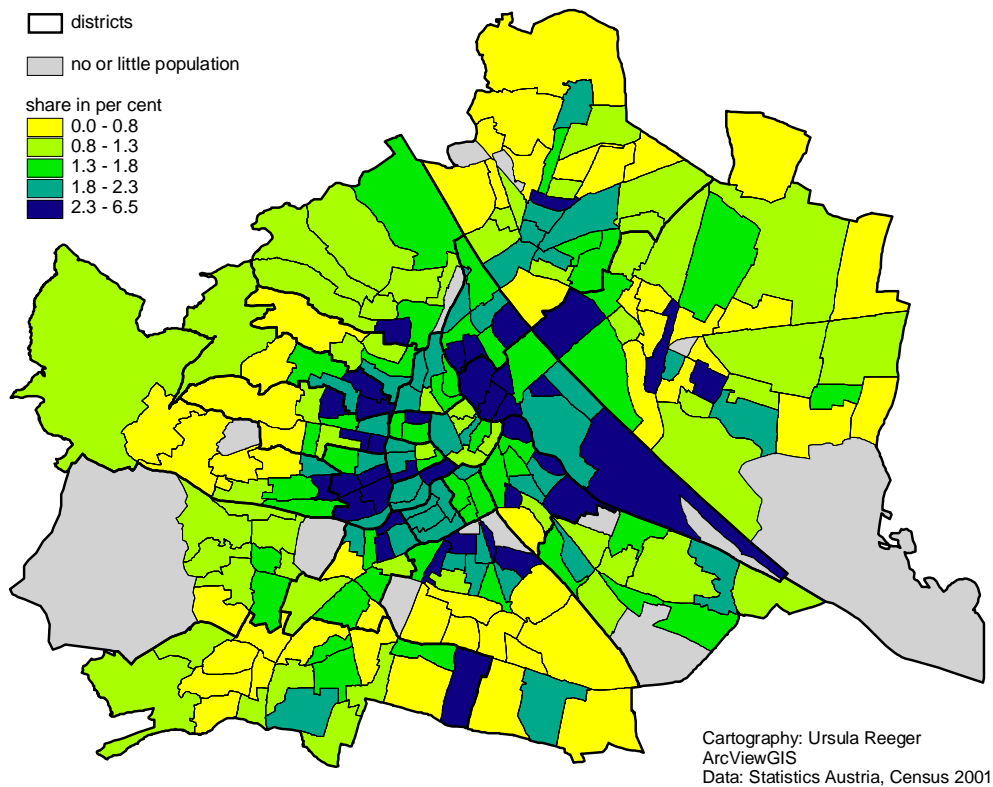 districts
no or little population
share in per cent
0.0 - 0.8
0.8 - 1.3
1.3 - 1.8
1.8 - 2.3
2.3 - 6.5
Cartography: Ursula Reeger
ArcViewGIS
Data: Statistics Austria, Census 2001